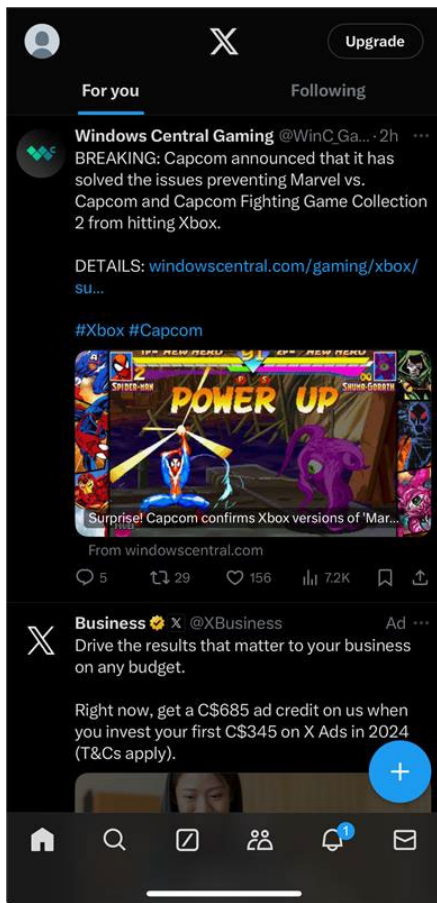 Upgrade
For you
Following
Windows Central Gaming @WinC_Ga... · 2h
BREAKING: Capcom announced that it has
solved the issues preventing Marvel vs.
Capcom and Capcom Fighting Game Collection
2 from hitting Xbox.
DETAILS: windowscentral.com/gaming/xbox/
su...
#Xbox #Capcom
1P= NEW HERO 91 2P= NEW HERO
2
SPIDER-MAN
SHUMA-GORATH
POWER UP
Surprise! Capcom confirms Xbox versions of 'Mar...
From windowscentral.com
5 29 156 7.2K
Business X @XBusiness Ad
Drive the results that matter to your business
on any budget.
Right now, get a C$685 ad credit on us when
you invest your first C$345 on X Ads in 2024
(T&Cs apply).
1